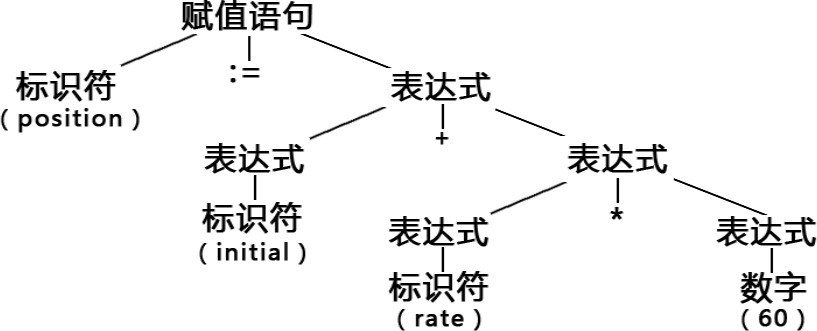 赋值语句
标识符
:=
表达式
(position)
表达式
+
表达式
标识符
(initial)
表达式
*
表达式
标识符
(rate)
数字
(60)